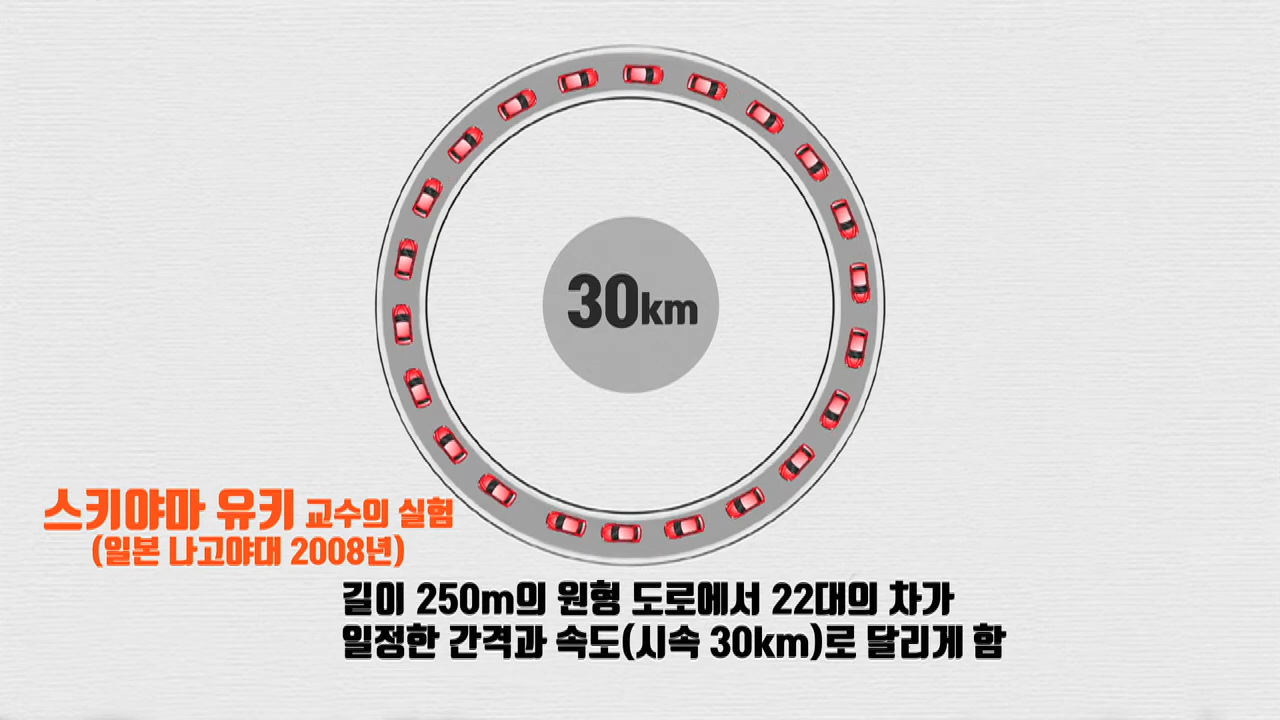 30km
스키야마 유키 교수의 실험
(일본 나고야대 2008년)
길이 250m의 원형 도로에서 22대의 차가
일정한 간격과 속도(시속 30km)로 달리게 함